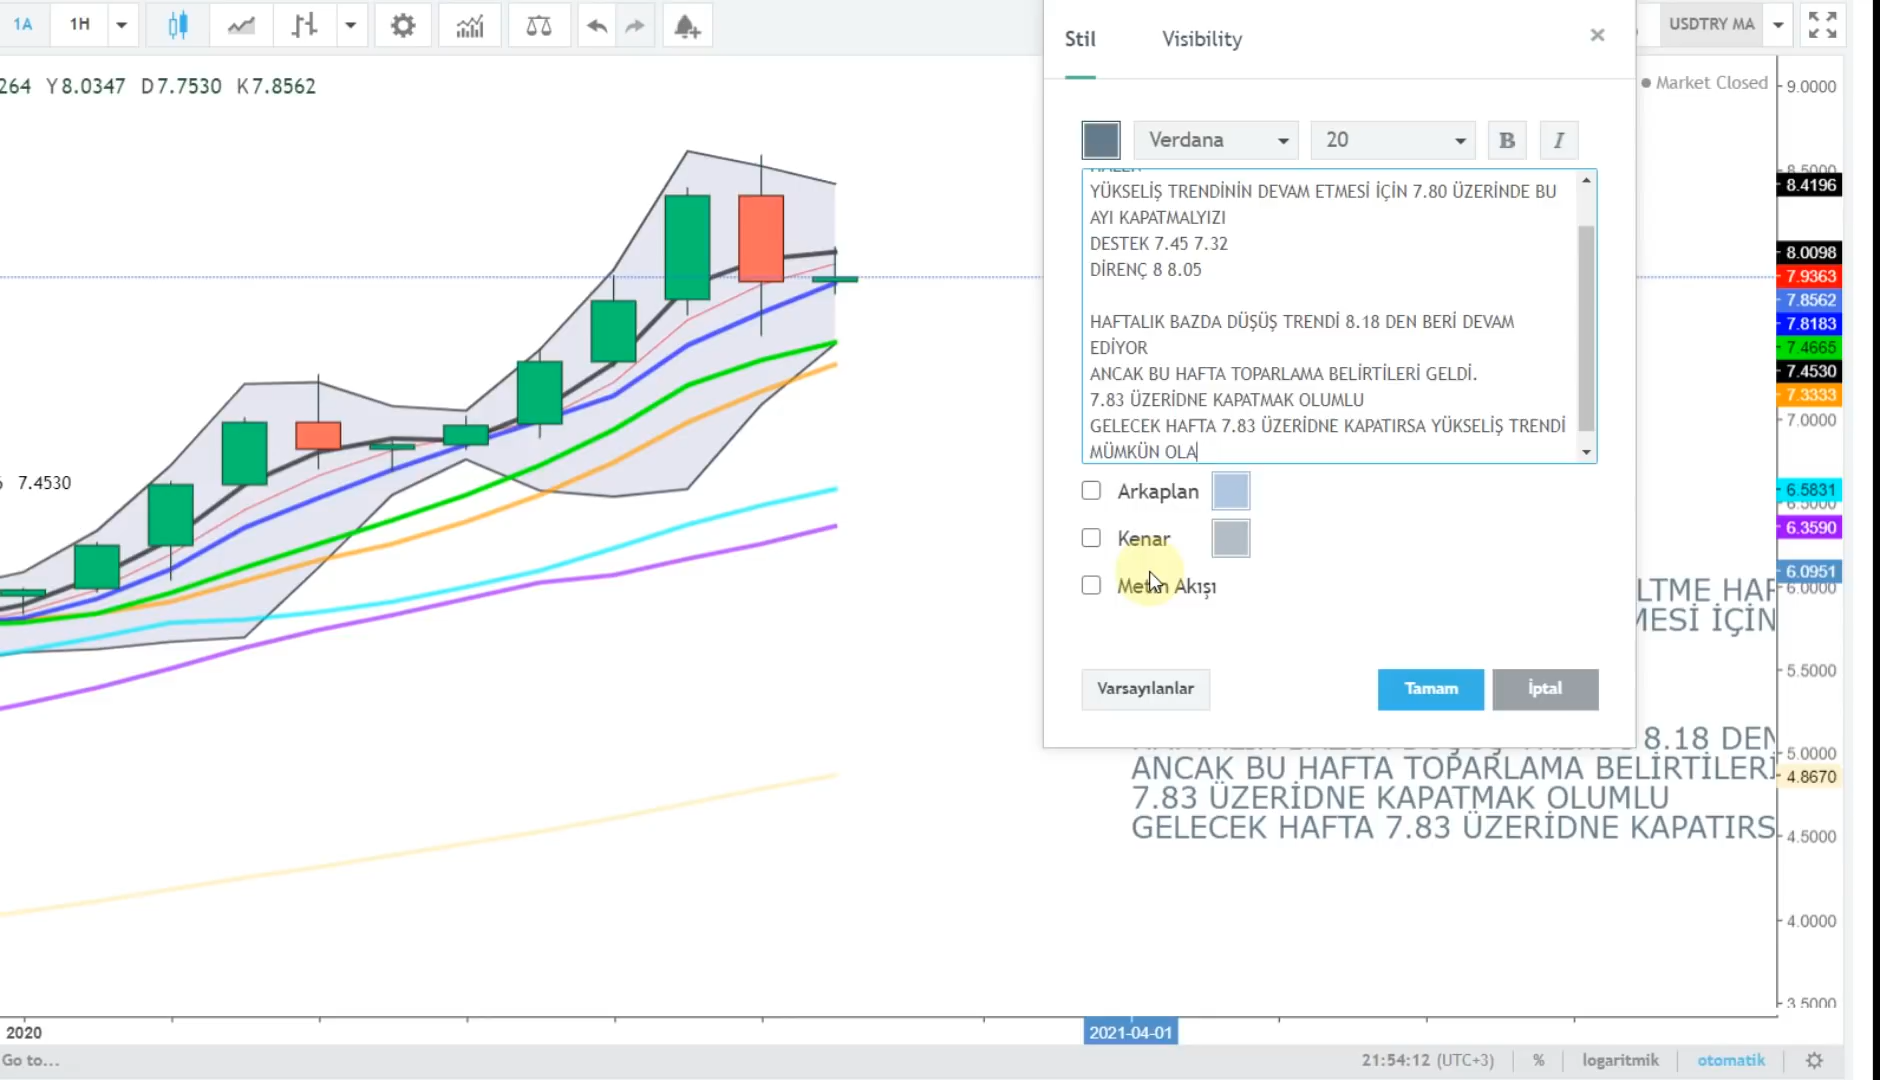 1A 1H USDTRY MA
Stil Visibility
264 Y8.0347 D7.7530 K7.8562
Market Closed
Verdana 20 B I
YÜKSELİŞ TRENDİNİN DEVAM ETMESİ İÇİN 7.80 ÜZERİNDE BU
AYI KAPATMALYIZI
DESTEK 7.45 7.32
DİRENÇ 8 8.05
HAFTALIK BAZDA DÜŞÜŞ TRENDİ 8.18 DEN BERİ DEVAM
EDİYOR
ANCAK BU HAFTA TOPARLAMA BELİRTİLERİ GELDİ.
7.83 ÜZERİDNE KAPATMAK OLUMLU
GELECEK HAFTA 7.83 ÜZERİDNE KAPATIRSA YÜKSELİŞ TRENDİ
MÜMKÜN OLA
Arkaplan
Kenar
Metin Akışı
Varsayılanlar Tamam İptal
7.4530
LTME HAF
MESİ İÇİN
8.18 DEN
ANCAK BU HAFTA TOPARLAMA BELİRTİLERİ
7.83 ÜZERİDNE KAPATMAK OLUMLU
GELECEK HAFTA 7.83 ÜZERİDNE KAPATIRS
9.0000
8.5000
8.4196
8.0098
7.9363
7.8562
7.8183
7.4665
7.4530
7.3333
7.0000
6.5831
6.5000
6.3590
6.0951
6.0000
5.5000
5.0000
4.8670
4.5000
4.0000
3.5000
2020 2021-04-01
Go to... 21:54:12 (UTC+3) % logaritmik otomatik